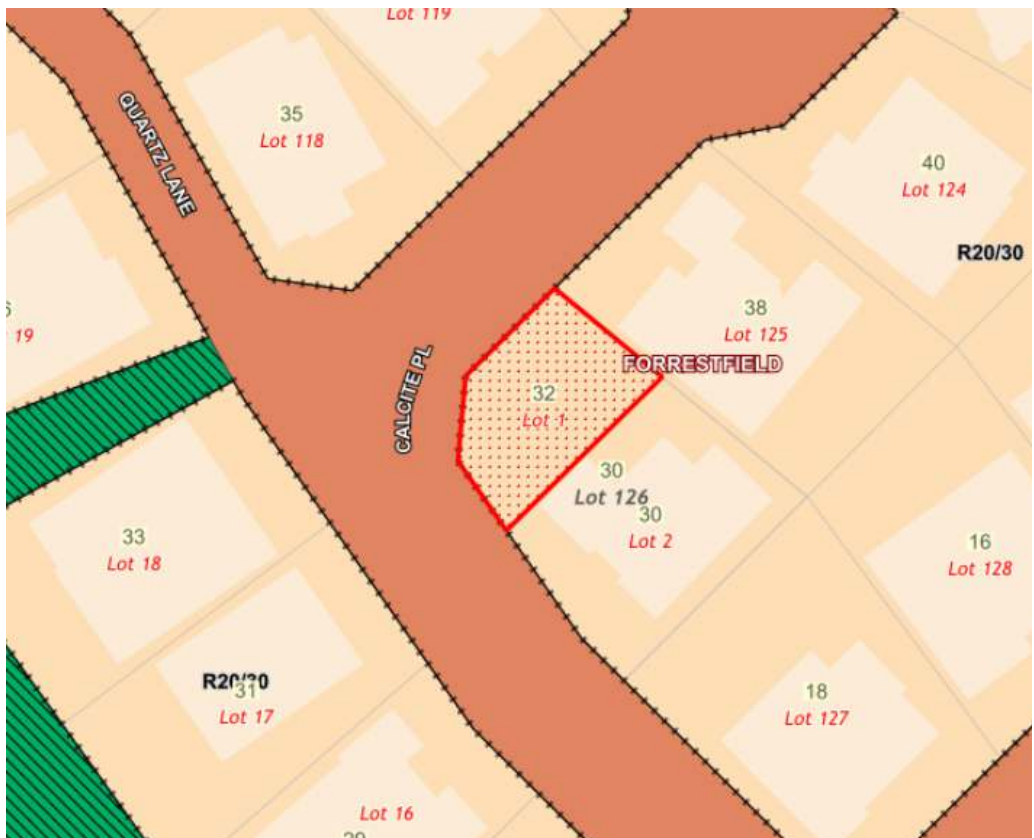 Lot 119
QUARTZ LANE
35
Lot 118
40
Lot 124
R20/30
38
Lot 125
FORRESTFIELD
19
CALCITE PL
32
Lot 1
30
Lot 126
30
Lot 2
33
Lot 18
16
Lot 128
R20/30
31
Lot 17
18
Lot 127
Lot 16